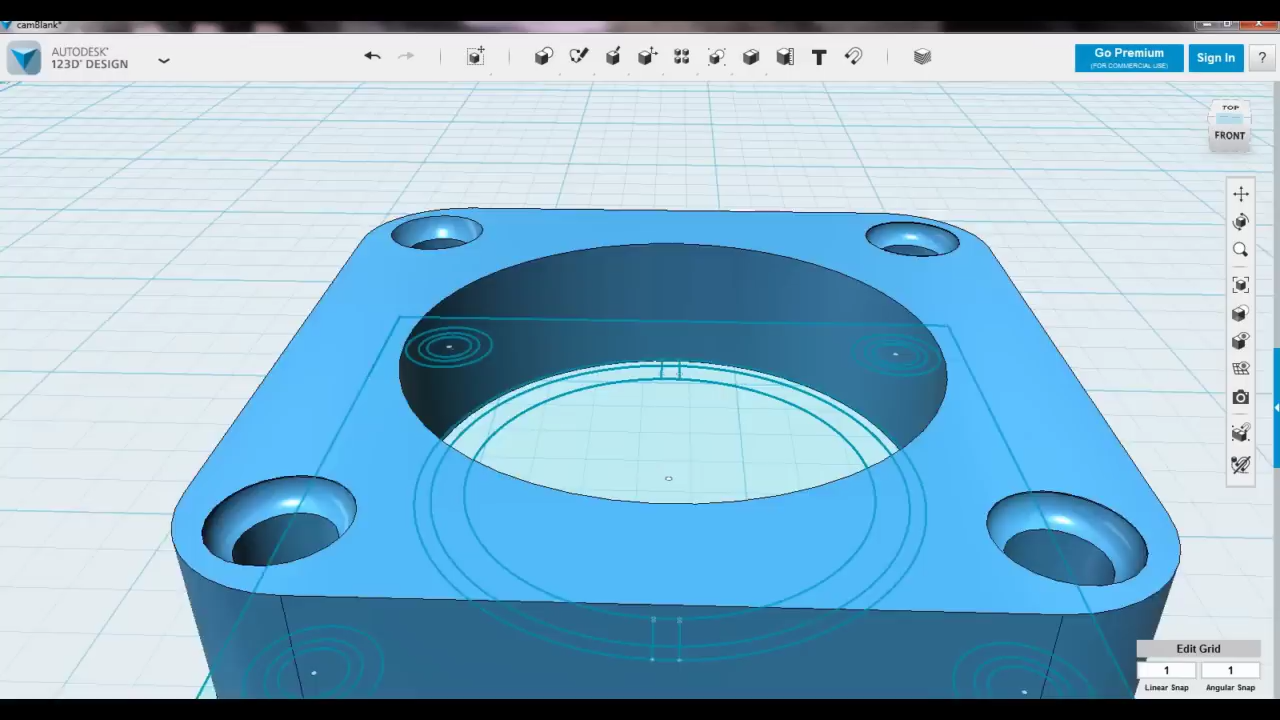 camBlank*
AUTODESK®
123D® DESIGN
Go Premium
(FOR COMMERCIAL USE)
Sign In
?
TOP
FRONT
Edit Grid
1
1
Linear Snap
Angular Snap